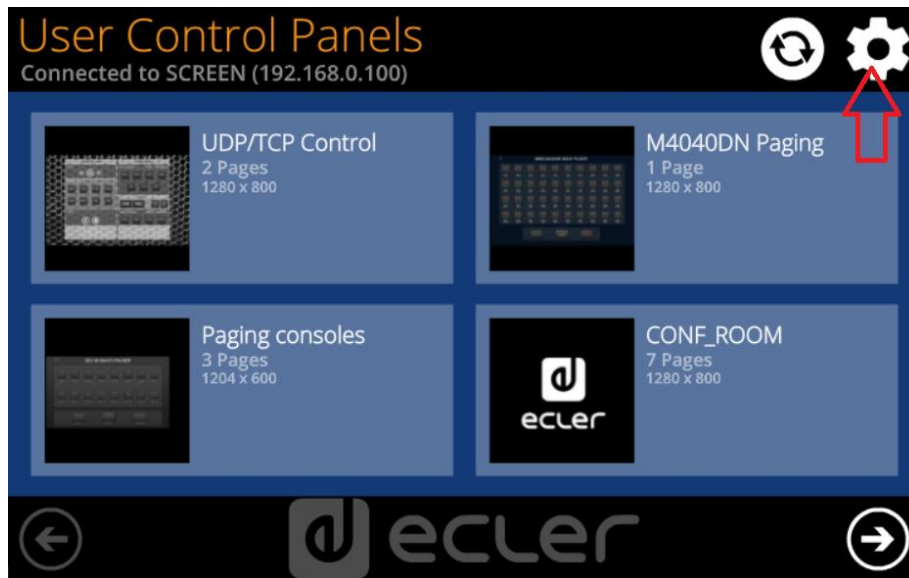 User Control Panels
Connected to SCREEN (192.168.0.100)
UDP/TCP Control
2 Pages
1280 x 800
M4040DN Paging
1 Page
1280 x 800
Paging consoles
3 Pages
1204 x 600
CONF_ROOM
7 Pages
1280 x 800
ecler
ecler